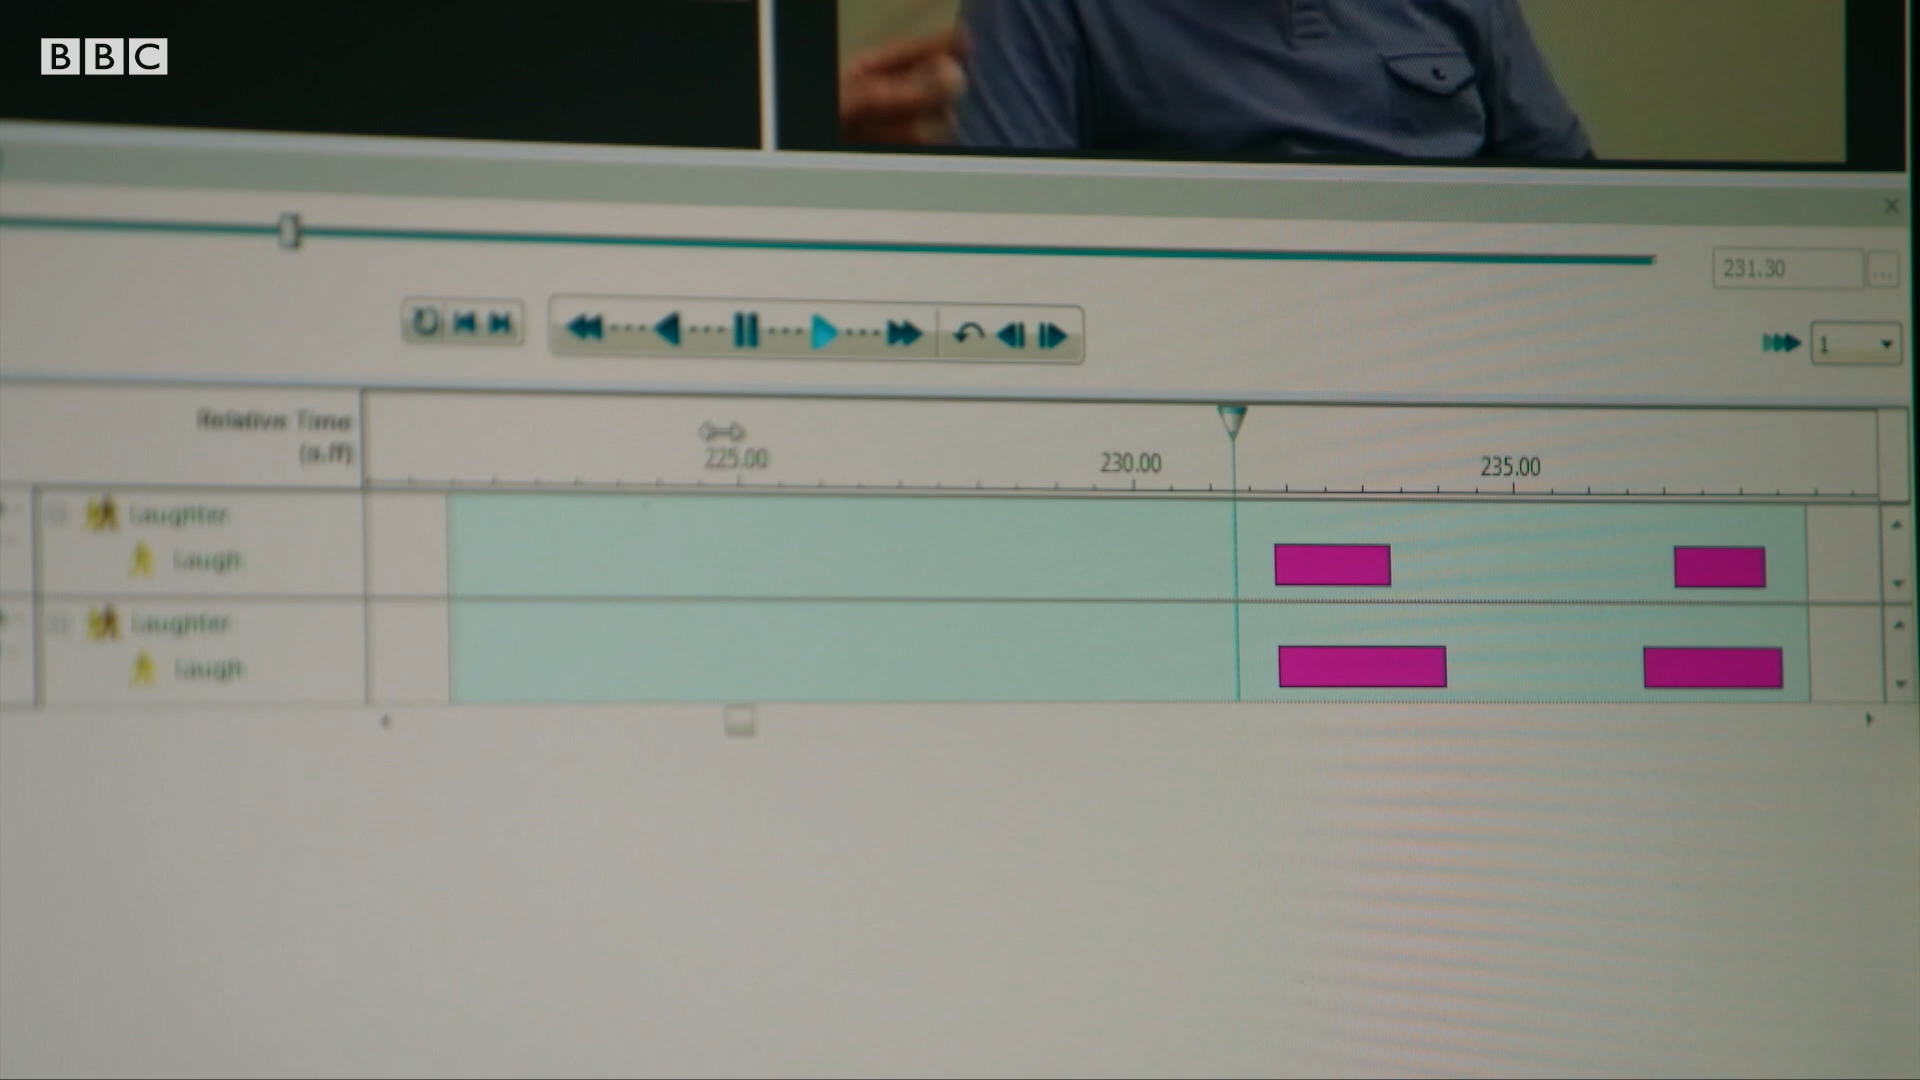 BBC
231.30
1
Relative Time
(s.ff)
225.00 230.00 235.00
Laughter
Laugh
Laughter
Laugh